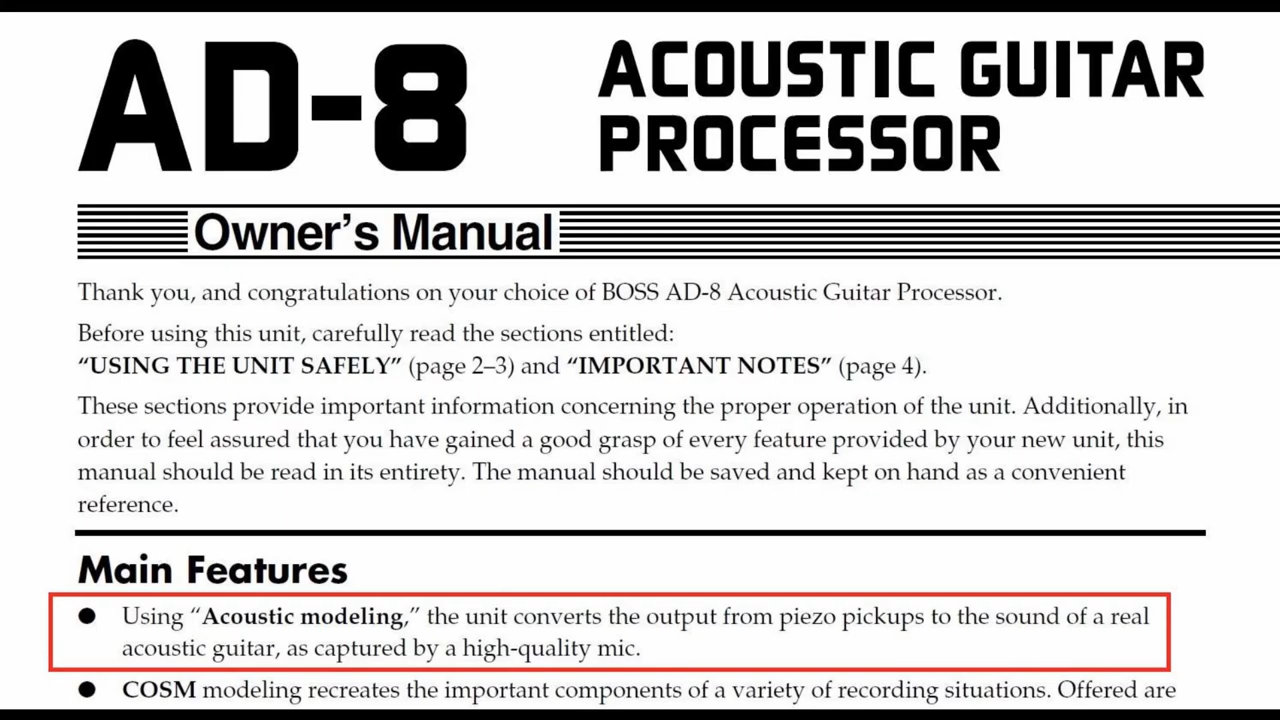 AD-8
ACOUSTIC GUITAR
PROCESSOR
Owner's Manual
Thank you, and congratulations on your choice of BOSS AD-8 Acoustic Guitar Processor.
Before using this unit, carefully read the sections entitled:
“USING THE UNIT SAFELY” (page 2–3) and “IMPORTANT NOTES” (page 4).
These sections provide important information concerning the proper operation of the unit. Additionally, in
order to feel assured that you have gained a good grasp of every feature provided by your new unit, this
manual should be read in its entirety. The manual should be saved and kept on hand as a convenient
reference.
Main Features
● Using “Acoustic modeling,” the unit converts the output from piezo pickups to the sound of a real
acoustic guitar, as captured by a high-quality mic.
● COSM modeling recreates the important components of a variety of recording situations. Offered are